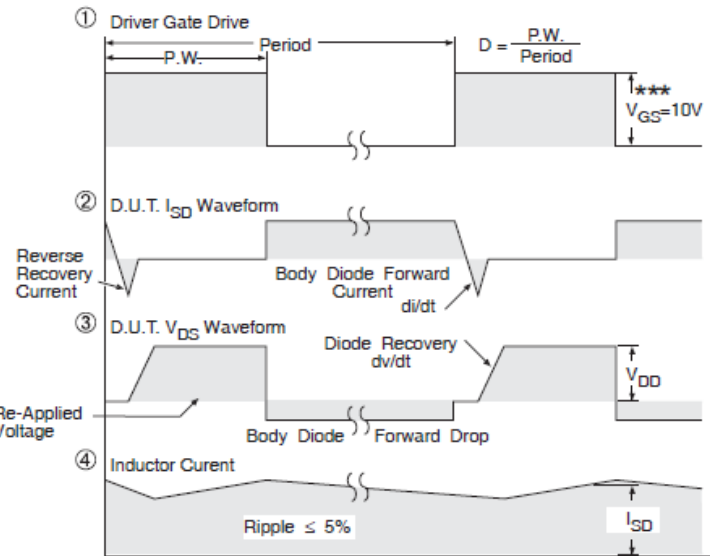 ① Driver Gate Drive
Period
P.W.
D = P.W.
Period
***
VGS=10V
② D.U.T. ISD Waveform
Reverse
Recovery
Current
Body Diode Forward
Current
di/dt
③ D.U.T. VDS Waveform
Diode Recovery
dv/dt
VDD
Re-Applied
Voltage
Body Diode Forward Drop
④ Inductor Curent
Ripple ≤ 5%
ISD